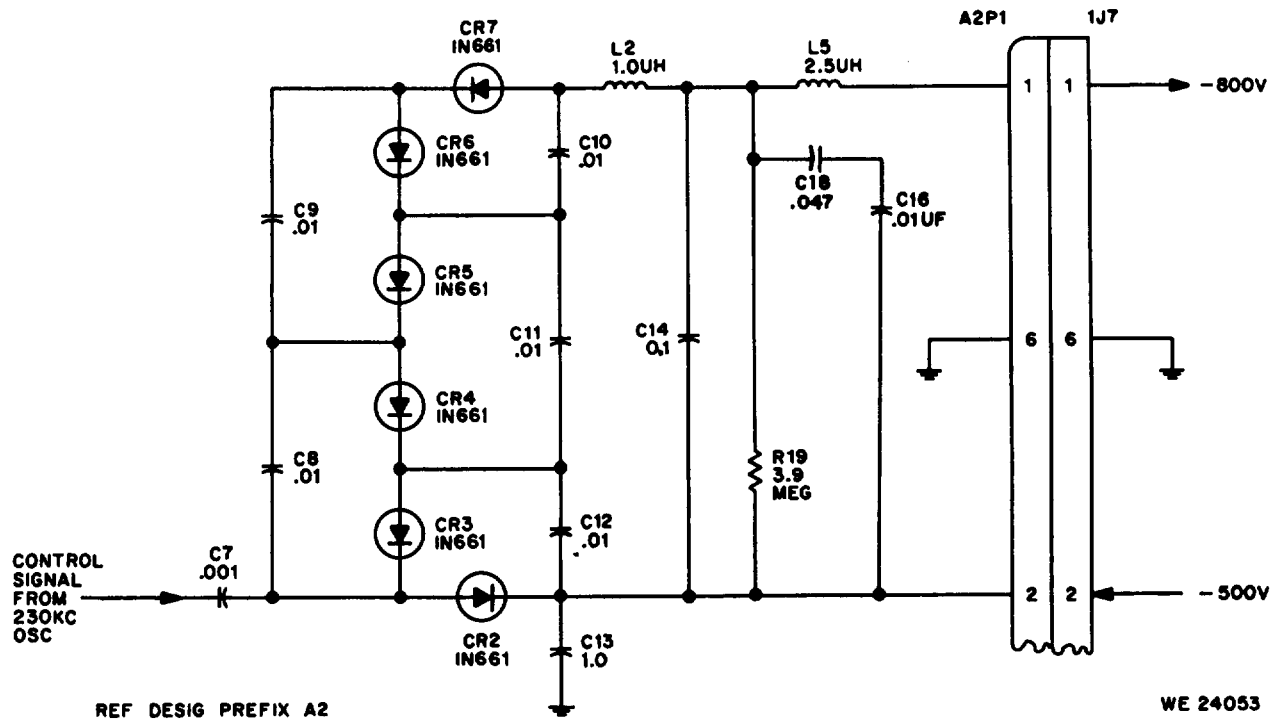 A2P1
1J7
CR7
IN661
L2
1.0UH
L5
2.5UH
1
1
-800V
CR6
IN661
C10
.01
C18
.047
C16
.01UF
C9
.01
CR5
IN661
C11
.01
C14
0.1
6
6
CR4
IN661
C8
.01
R19
3.9
MEG
CR3
IN661
C12
.01
CONTROL
SIGNAL
FROM
230KC
OSC
C7
.001
2
2
-500V
CR2
IN661
C13
1.0
REF DESIG PREFIX A2
WE 24053